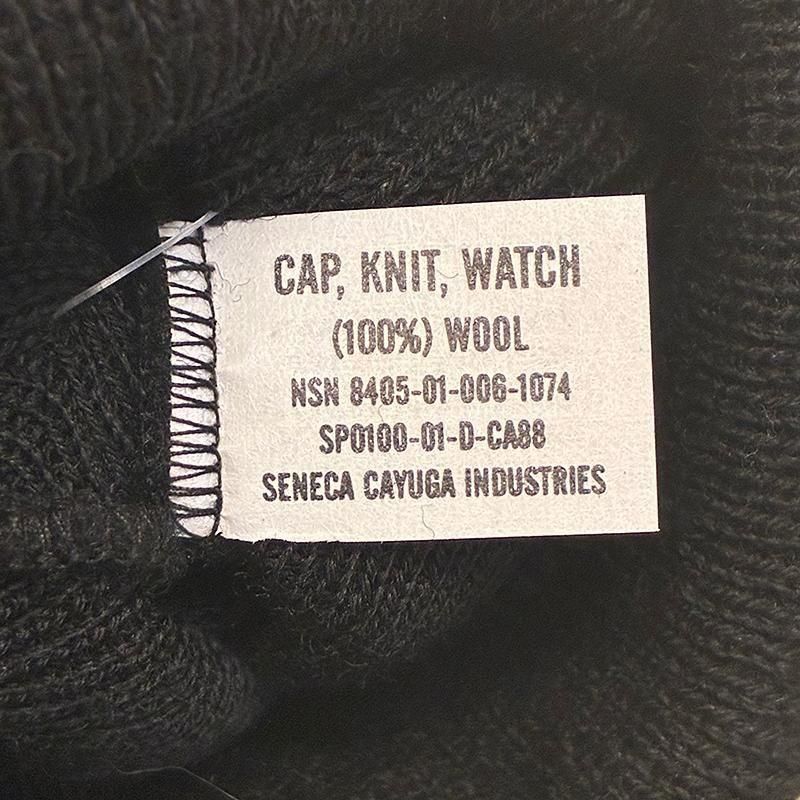 CAP, KNIT, WATCH
(100%) WOOL
NSN 8405-01-006-1074
SP0100-01-D-CA88
SENECA CAYUGA INDUSTRIES